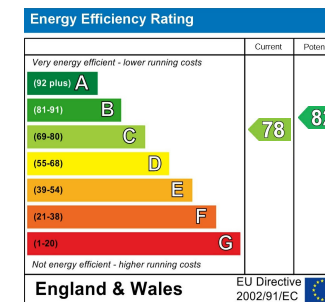 Energy Efficiency Rating
Current
Very energy efficient - lower running costs
(92 plus) A
(81-91) B
(69-80) C
78
(55-68) D
(39-54) E
(21-38) F
(1-20) G
Not energy efficient - higher running costs
England & Wales
EU Directive
2002/91/EC